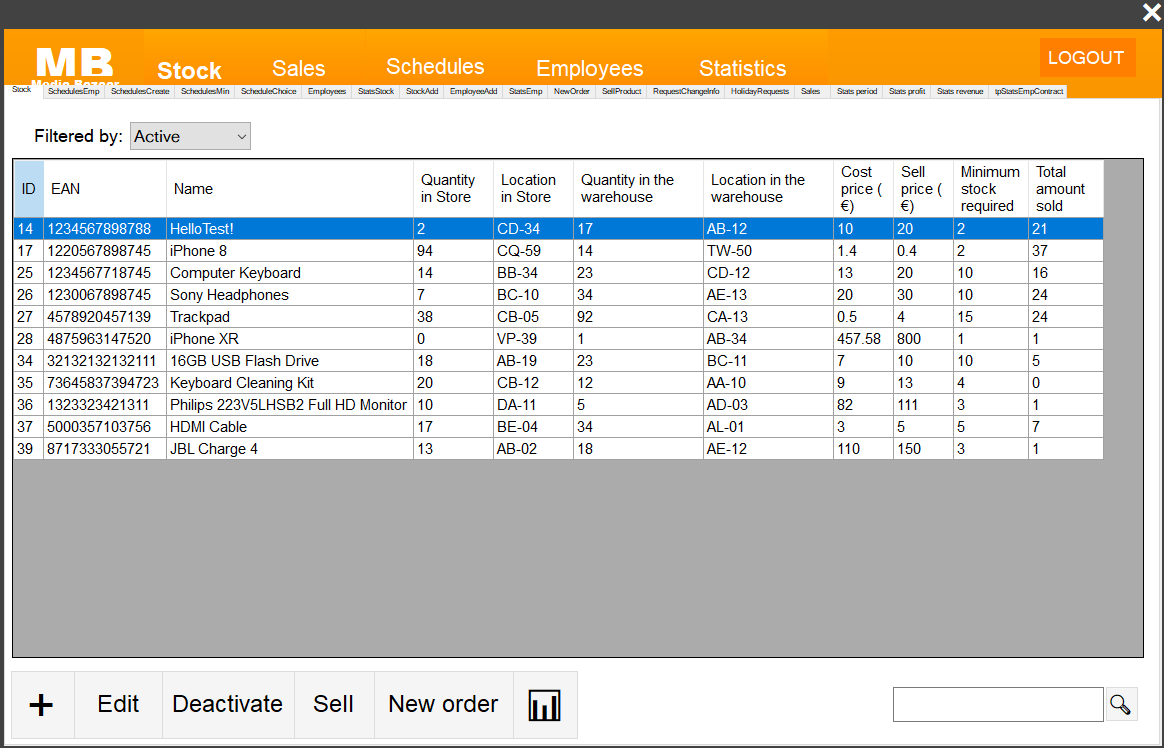 MB
Media Bazaar
Stock Sales Schedules Employees Statistics LOGOUT
Stock SchedulesEmp SchedulesCreate SchedulesMin ScheduleChoice Employees StatsStock StockAdd EmployeeAdd StatsEmp NewOrder SellProduct RequestChangeInfo HolidayRequests Sales Stats period Stats profit Stats revenue tpStatsEmpContract
Filtered by: Active
ID EAN Name Quantity in Store Location in Store Quantity in the warehouse Location in the warehouse Cost price ( €) Sell price ( €) Minimum stock required Total amount sold
14 1234567898788 HelloTest! 2 CD-34 17 AB-12 10 20 2 21
17 1220567898745 iPhone 8 94 CQ-59 14 TW-50 1.4 0.4 2 37
25 1234567718745 Computer Keyboard 14 BB-34 23 CD-12 13 20 10 16
26 1230067898745 Sony Headphones 7 BC-10 34 AE-13 20 30 10 24
27 4578920457139 Trackpad 38 CB-05 92 CA-13 0.5 4 15 24
28 4875963147520 iPhone XR 0 VP-39 1 AB-34 457.58 800 1 1
34 32132132132111 16GB USB Flash Drive 18 AB-19 23 BC-11 7 10 10 5
35 73645837394723 Keyboard Cleaning Kit 20 CB-12 12 AA-10 9 13 4 0
36 1323323421311 Philips 223V5LHSB2 Full HD Monitor 10 DA-11 5 AD-03 82 111 3 1
37 5000357103756 HDMI Cable 17 BE-04 34 AL-01 3 5 5 7
39 8717333055721 JBL Charge 4 13 AB-02 18 AE-12 110 150 3 1
+ Edit Deactivate Sell New order